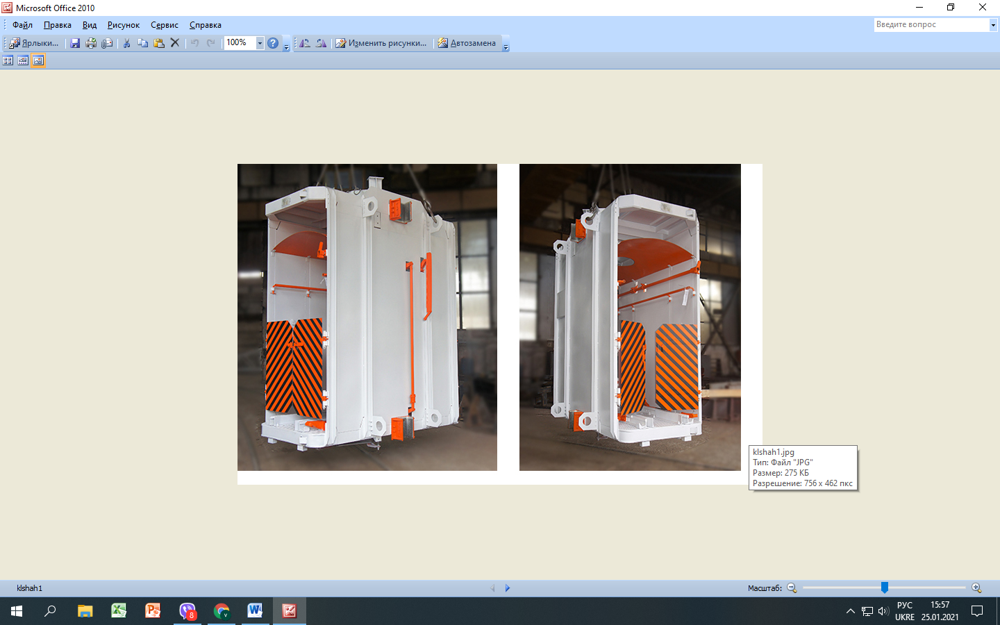 Microsoft Office 2010
Файл Правка Вид Рисунок Сервис Справка
Введите вопрос
Ярлыки... 100% Изменить рисунки... Автозамена
klshah1.jpg
Тип: Файл "JPG"
Размер: 275 КБ
Разрешение: 756 x 462 пкс
klshah1
Масштаб:
8
V
РУС
UKRE
15:57
25.01.2021